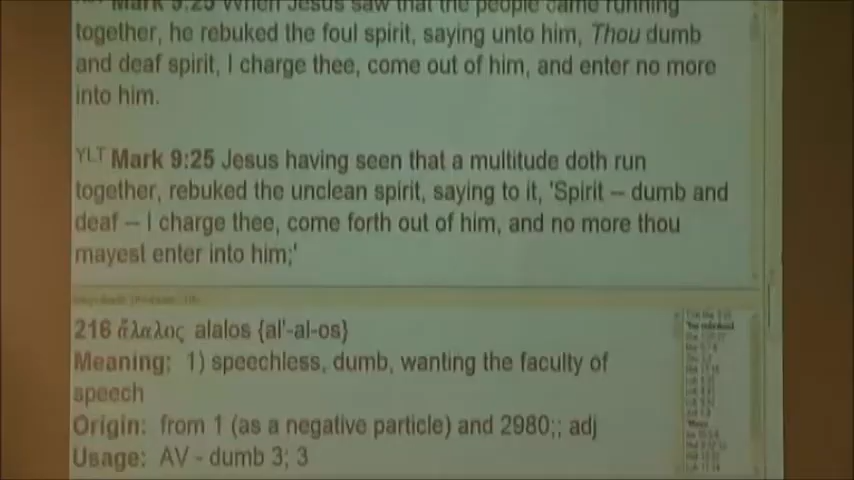 Mark 9:25 When Jesus saw that the people came running
together, he rebuked the foul spirit, saying unto him, Thou dumb
and deaf spirit, I charge thee, come out of him, and enter no more
into him.
YLT Mark 9:25 Jesus having seen that a multitude doth run
together, rebuked the unclean spirit, saying to it, 'Spirit – dumb and
deaf – I charge thee, come forth out of him, and no more thou
mayest enter into him;'
216 ἄλαλος alalos {al'-al-os}
Meaning: 1) speechless, dumb, wanting the faculty of
speech
Origin: from 1 (as a negative particle) and 2980;; adj
Usage: AV - dumb 3; 3